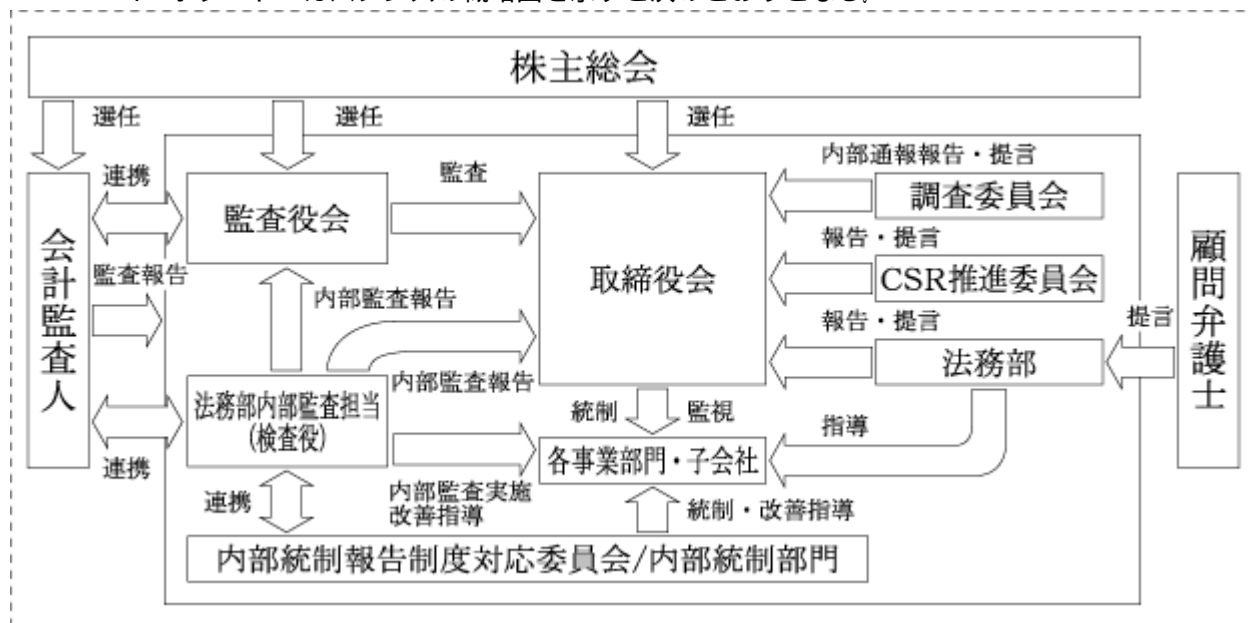 株主総会
選任
選任
選任
連携
監査
内部通報報告・提言
監査役会
調査委員会
会計監査人
監査報告
取締役会
報告・提言
CSR推進委員会
顧問弁護士
内部監査報告
報告・提言
提言
法務部
内部監査報告
法務部内部監査担当
(検査役)
統制
監視
指導
連携
各事業部門・子会社
連携
内部監査実施
改善指導
統制・改善指導
内部統制報告制度対応委員会/内部統制部門